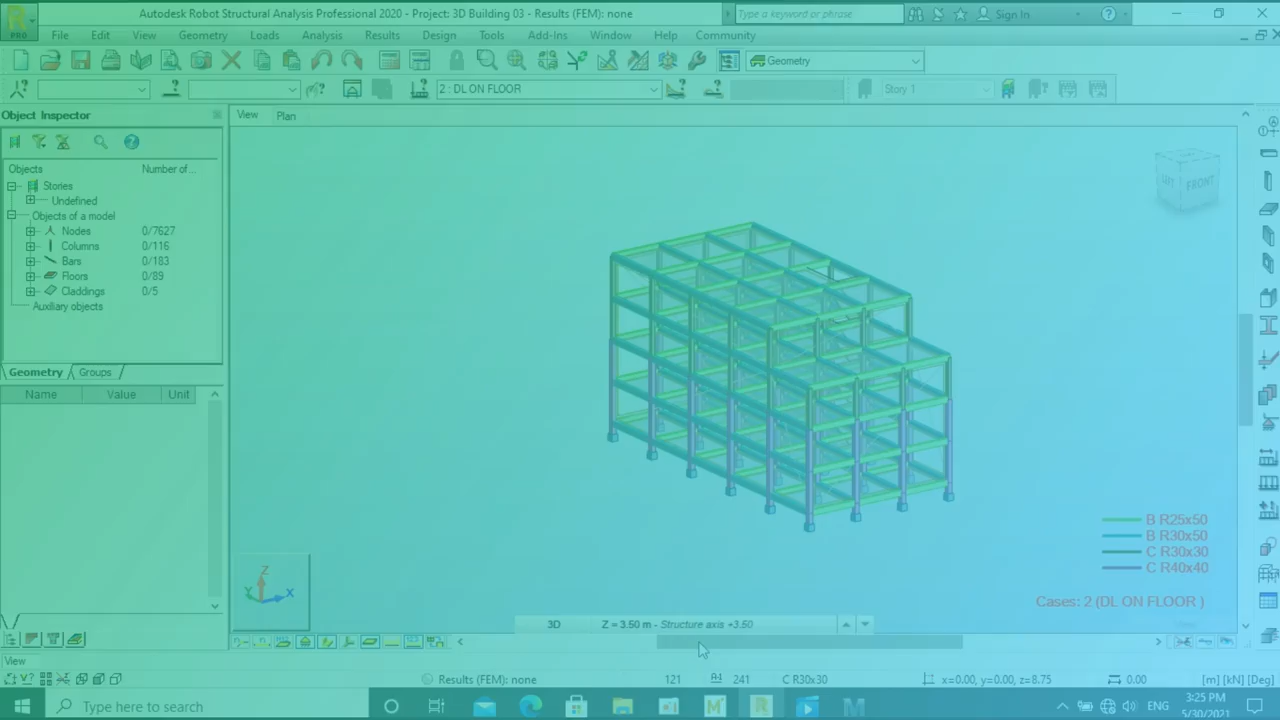 Autodesk Robot Structural Analysis Professional 2020 - Project: 3D Building 03 - Results (FEM): none
Type a keyword or phrase
Sign In
PRO
File Edit View Geometry Loads Analysis Results Design Tools Add-Ins Window Help Community
Geometry
2 : DL ON FLOOR
Story 1
Object Inspector
View Plan
Objects Number of...
Stories
Undefined
Objects of a model
Nodes 0/7627
Columns 0/116
Bars 0/183
Floors 0/89
Claddings 0/5
Auxiliary objects
Geometry Groups
Name Value Unit
FRONT
B R25x50
B R30x50
C R30x30
C R40x40
Cases: 2 (DL ON FLOOR )
Z
Y X
3D Z = 3.50 m - Structure axis +3.50
View
Results (FEM): none 121 241 C R30x30 x=0.00, y=0.00, z=8.75 0.00 [m] [kN] [Deg]
Type here to search
ENG
3:25 PM
5/30/2021